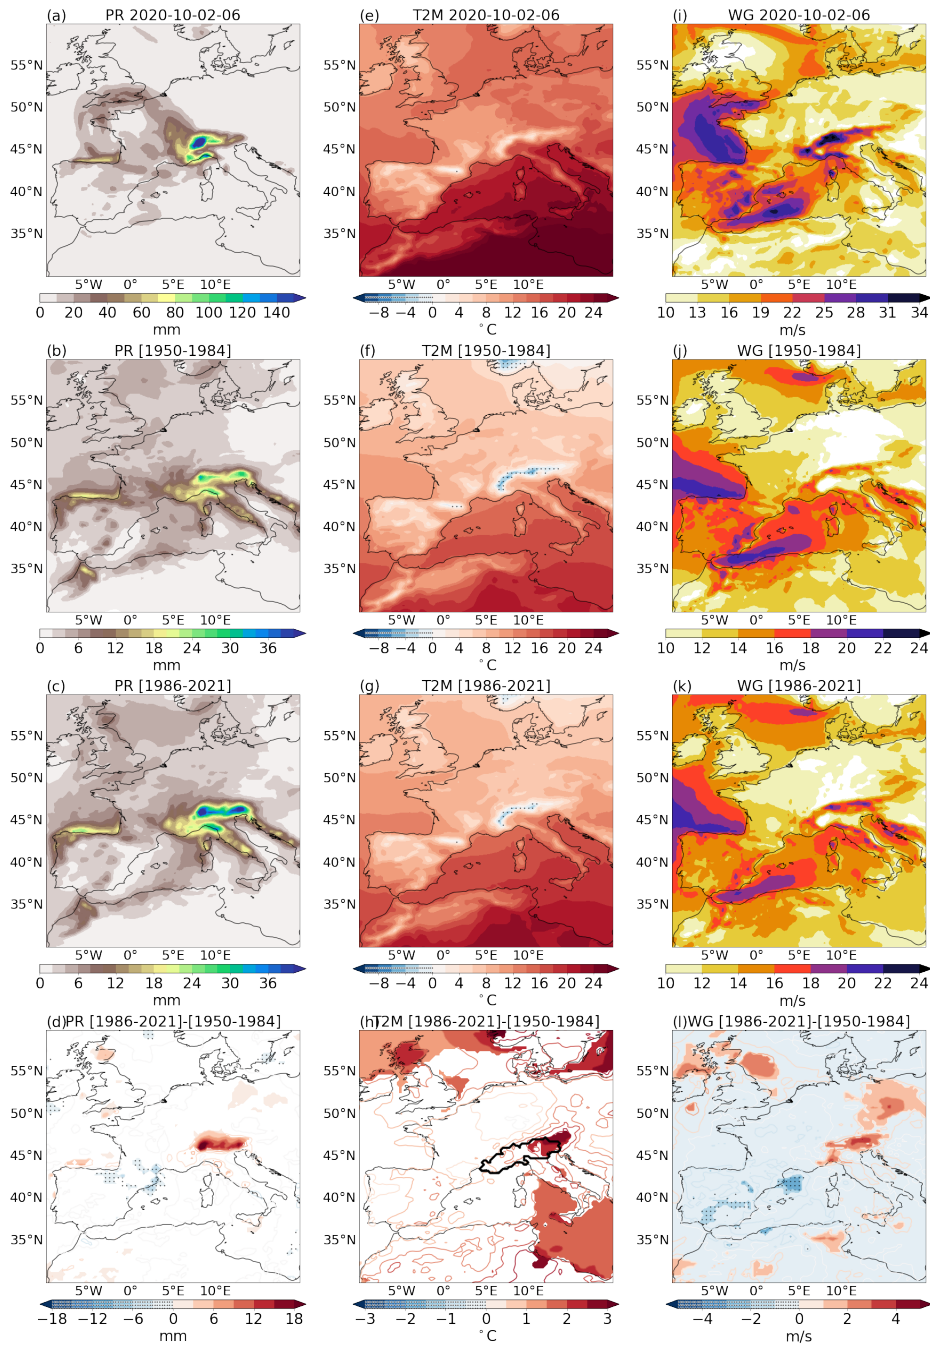 (a) PR 2020-10-02-06
55°N
50°N
45°N
40°N
35°N
5°W 0° 5°E 10°E
0 20 40 60 80 100 120 140
mm
(e) T2M 2020-10-02-06
55°N
50°N
45°N
40°N
35°N
5°W 0° 5°E 10°E
−8 −4 0 4 8 12 16 20 24
°C
(i) WG 2020-10-02-06
55°N
50°N
45°N
40°N
35°N
5°W 0° 5°E 10°E
10 13 16 19 22 25 28 31 34
m/s
(b) PR [1950-1984]
55°N
50°N
45°N
40°N
35°N
5°W 0° 5°E 10°E
0 6 12 18 24 30 36
mm
(f) T2M [1950-1984]
55°N
50°N
45°N
40°N
35°N
5°W 0° 5°E 10°E
−8 −4 0 4 8 12 16 20 24
°C
(j) WG [1950-1984]
55°N
50°N
45°N
40°N
35°N
5°W 0° 5°E 10°E
10 12 14 16 18 20 22 24
m/s
(c) PR [1986-2021]
55°N
50°N
45°N
40°N
35°N
5°W 0° 5°E 10°E
0 6 12 18 24 30 36
mm
(g) T2M [1986-2021]
55°N
50°N
45°N
40°N
35°N
5°W 0° 5°E 10°E
−8 −4 0 4 8 12 16 20 24
°C
(k) WG [1986-2021]
55°N
50°N
45°N
40°N
35°N
5°W 0° 5°E 10°E
10 12 14 16 18 20 22 24
m/s
(d) PR [1986-2021]-[1950-1984]
55°N
50°N
45°N
40°N
35°N
5°W 0° 5°E 10°E
−18 −12 −6 0 6 12 18
mm
(h) T2M [1986-2021]-[1950-1984]
55°N
50°N
45°N
40°N
35°N
5°W 0° 5°E 10°E
−3 −2 −1 0 1 2 3
°C
(l) WG [1986-2021]-[1950-1984]
55°N
50°N
45°N
40°N
35°N
5°W 0° 5°E 10°E
−4 −2 0 2 4
m/s